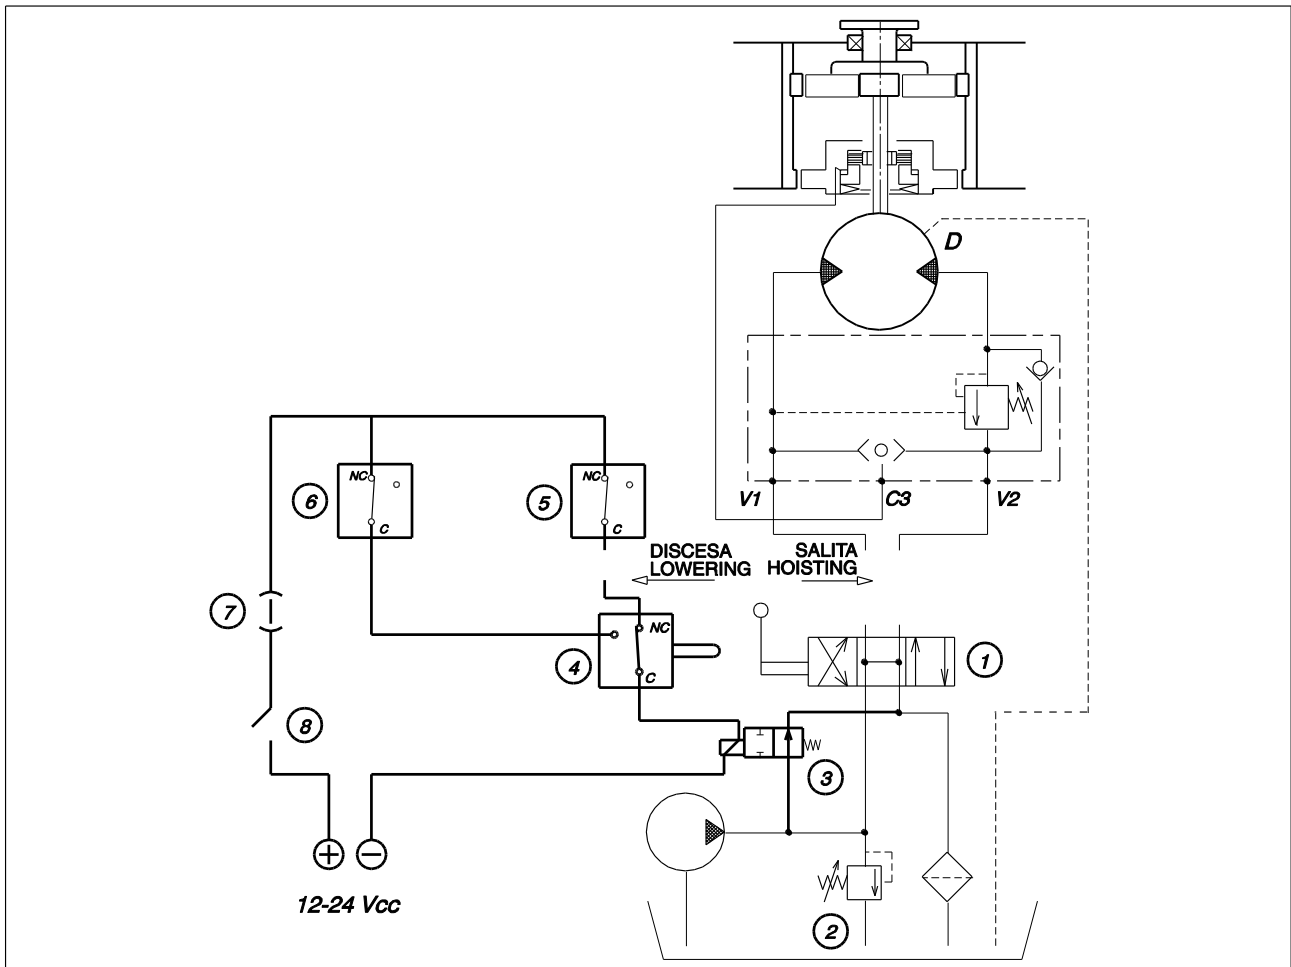 D
NC
C
6
NC
C
5
V1
C3
V2
DISCESA
LOWERING
SALITA
HOISTING
7
NC
C
4
1
8
3
+
−
12-24 Vcc
2